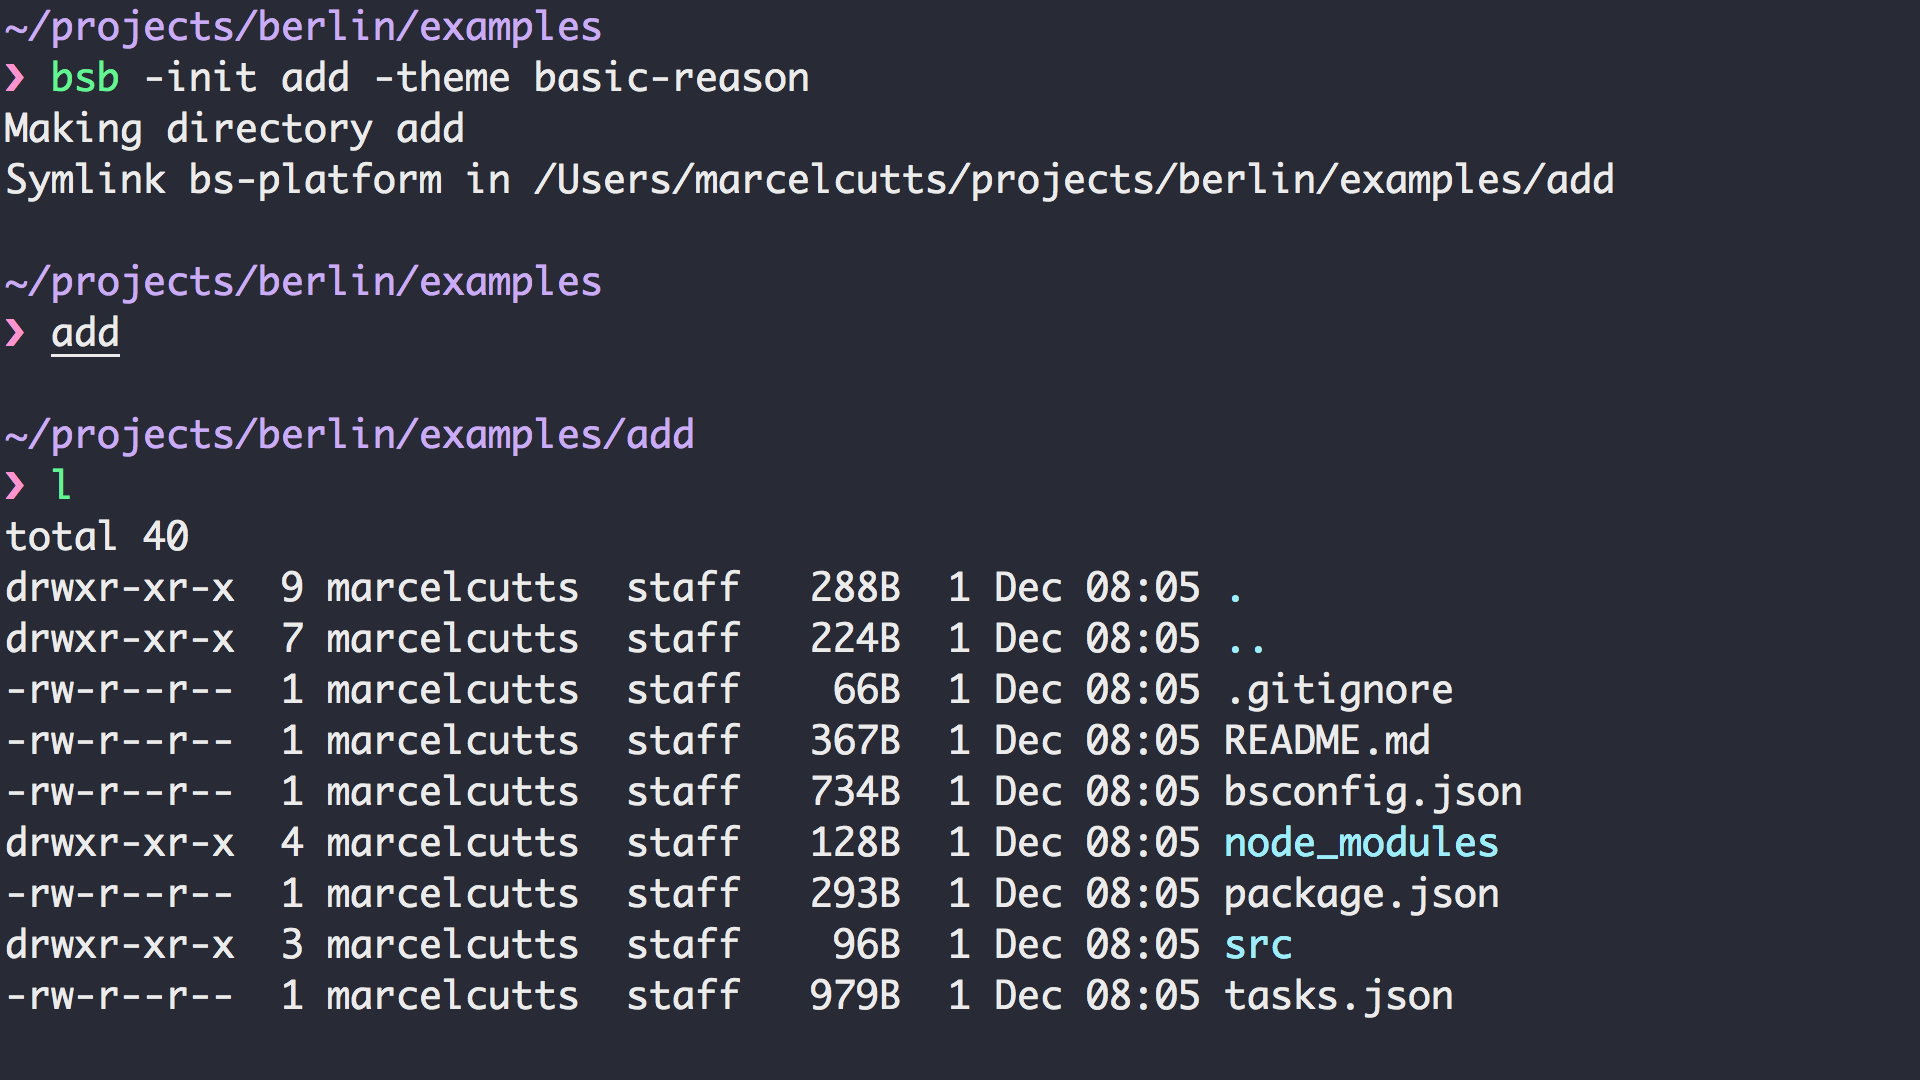 ~/projects/berlin/examples
❯ bsb -init add -theme basic-reason
Making directory add
Symlink bs-platform in /Users/marcelcutts/projects/berlin/examples/add
~/projects/berlin/examples
❯ add
~/projects/berlin/examples/add
❯ l
total 40
drwxr-xr-x  9 marcelcutts  staff   288B  1 Dec 08:05 .
drwxr-xr-x  7 marcelcutts  staff   224B  1 Dec 08:05 ..
-rw-r--r--  1 marcelcutts  staff    66B  1 Dec 08:05 .gitignore
-rw-r--r--  1 marcelcutts  staff   367B  1 Dec 08:05 README.md
-rw-r--r--  1 marcelcutts  staff   734B  1 Dec 08:05 bsconfig.json
drwxr-xr-x  4 marcelcutts  staff   128B  1 Dec 08:05 node_modules
-rw-r--r--  1 marcelcutts  staff   293B  1 Dec 08:05 package.json
drwxr-xr-x  3 marcelcutts  staff    96B  1 Dec 08:05 src
-rw-r--r--  1 marcelcutts  staff   979B  1 Dec 08:05 tasks.json